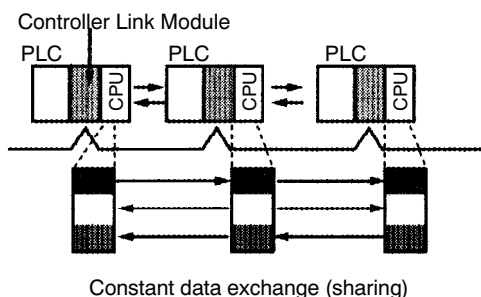 Controller Link Module
PLC PLC PLC
CPU CPU CPU
Constant data exchange (sharing)